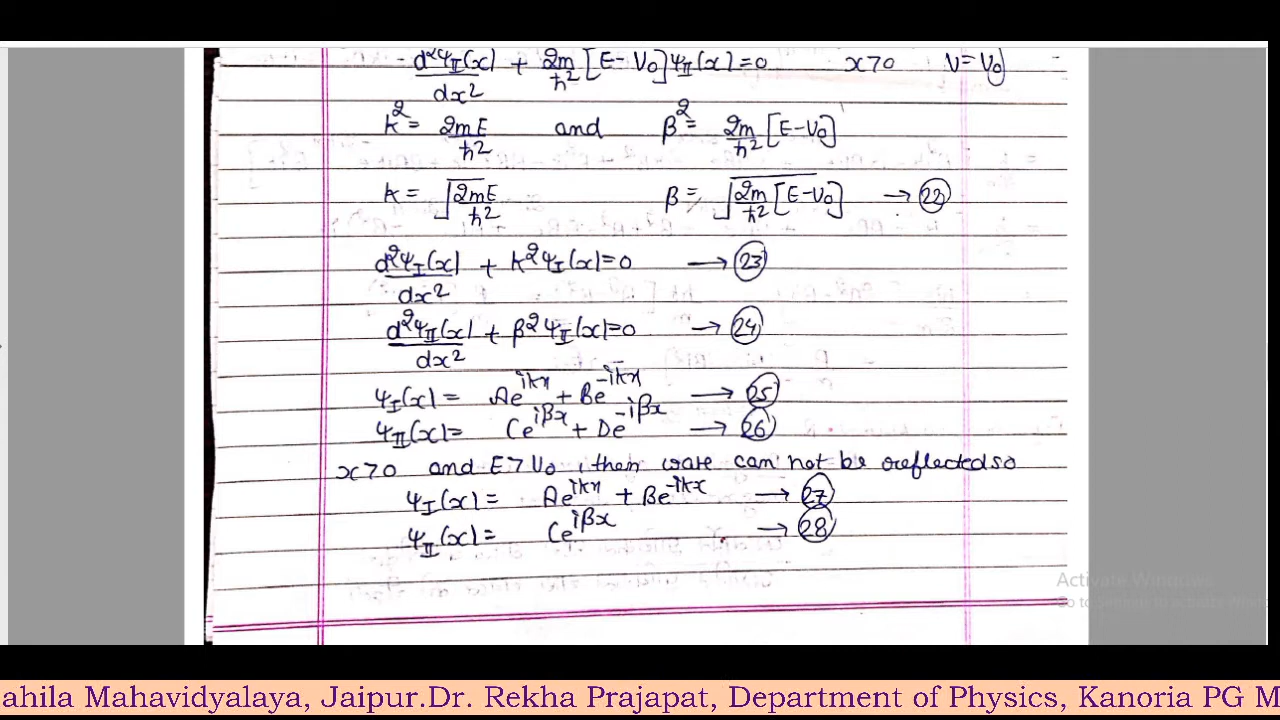 d²Ψ_II(x)/dx² + 2m/ħ² [E–V₀]Ψ_II(x)=0 x>0 V=V₀
k² = 2mE/ħ² and β² = 2m/ħ² [E–V₀]
k = √(2mE/ħ²) β = √(2m/ħ² [E–V₀]) → (22)
d²Ψ_I(x)/dx² + k²Ψ_I(x)=0 → (23)
d²Ψ_II(x)/dx² + β²Ψ_II(x)=0 → (24)
Ψ_I(x) = Ae^{ikx} + Be^{-ikx} → (25)
Ψ_II(x) = Ce^{iβx} + De^{-iβx} → (26)
x>0 and E>V₀, then wave can not be reflected so
Ψ_I(x) = Ae^{ikx} + Be^{-ikx} → (27)
Ψ_II(x) = Ce^{iβx} → (28)
Activate Windows
ahila Mahavidyalaya, Jaipur.Dr. Rekha Prajapat, Department of Physics, Kanoria PG M